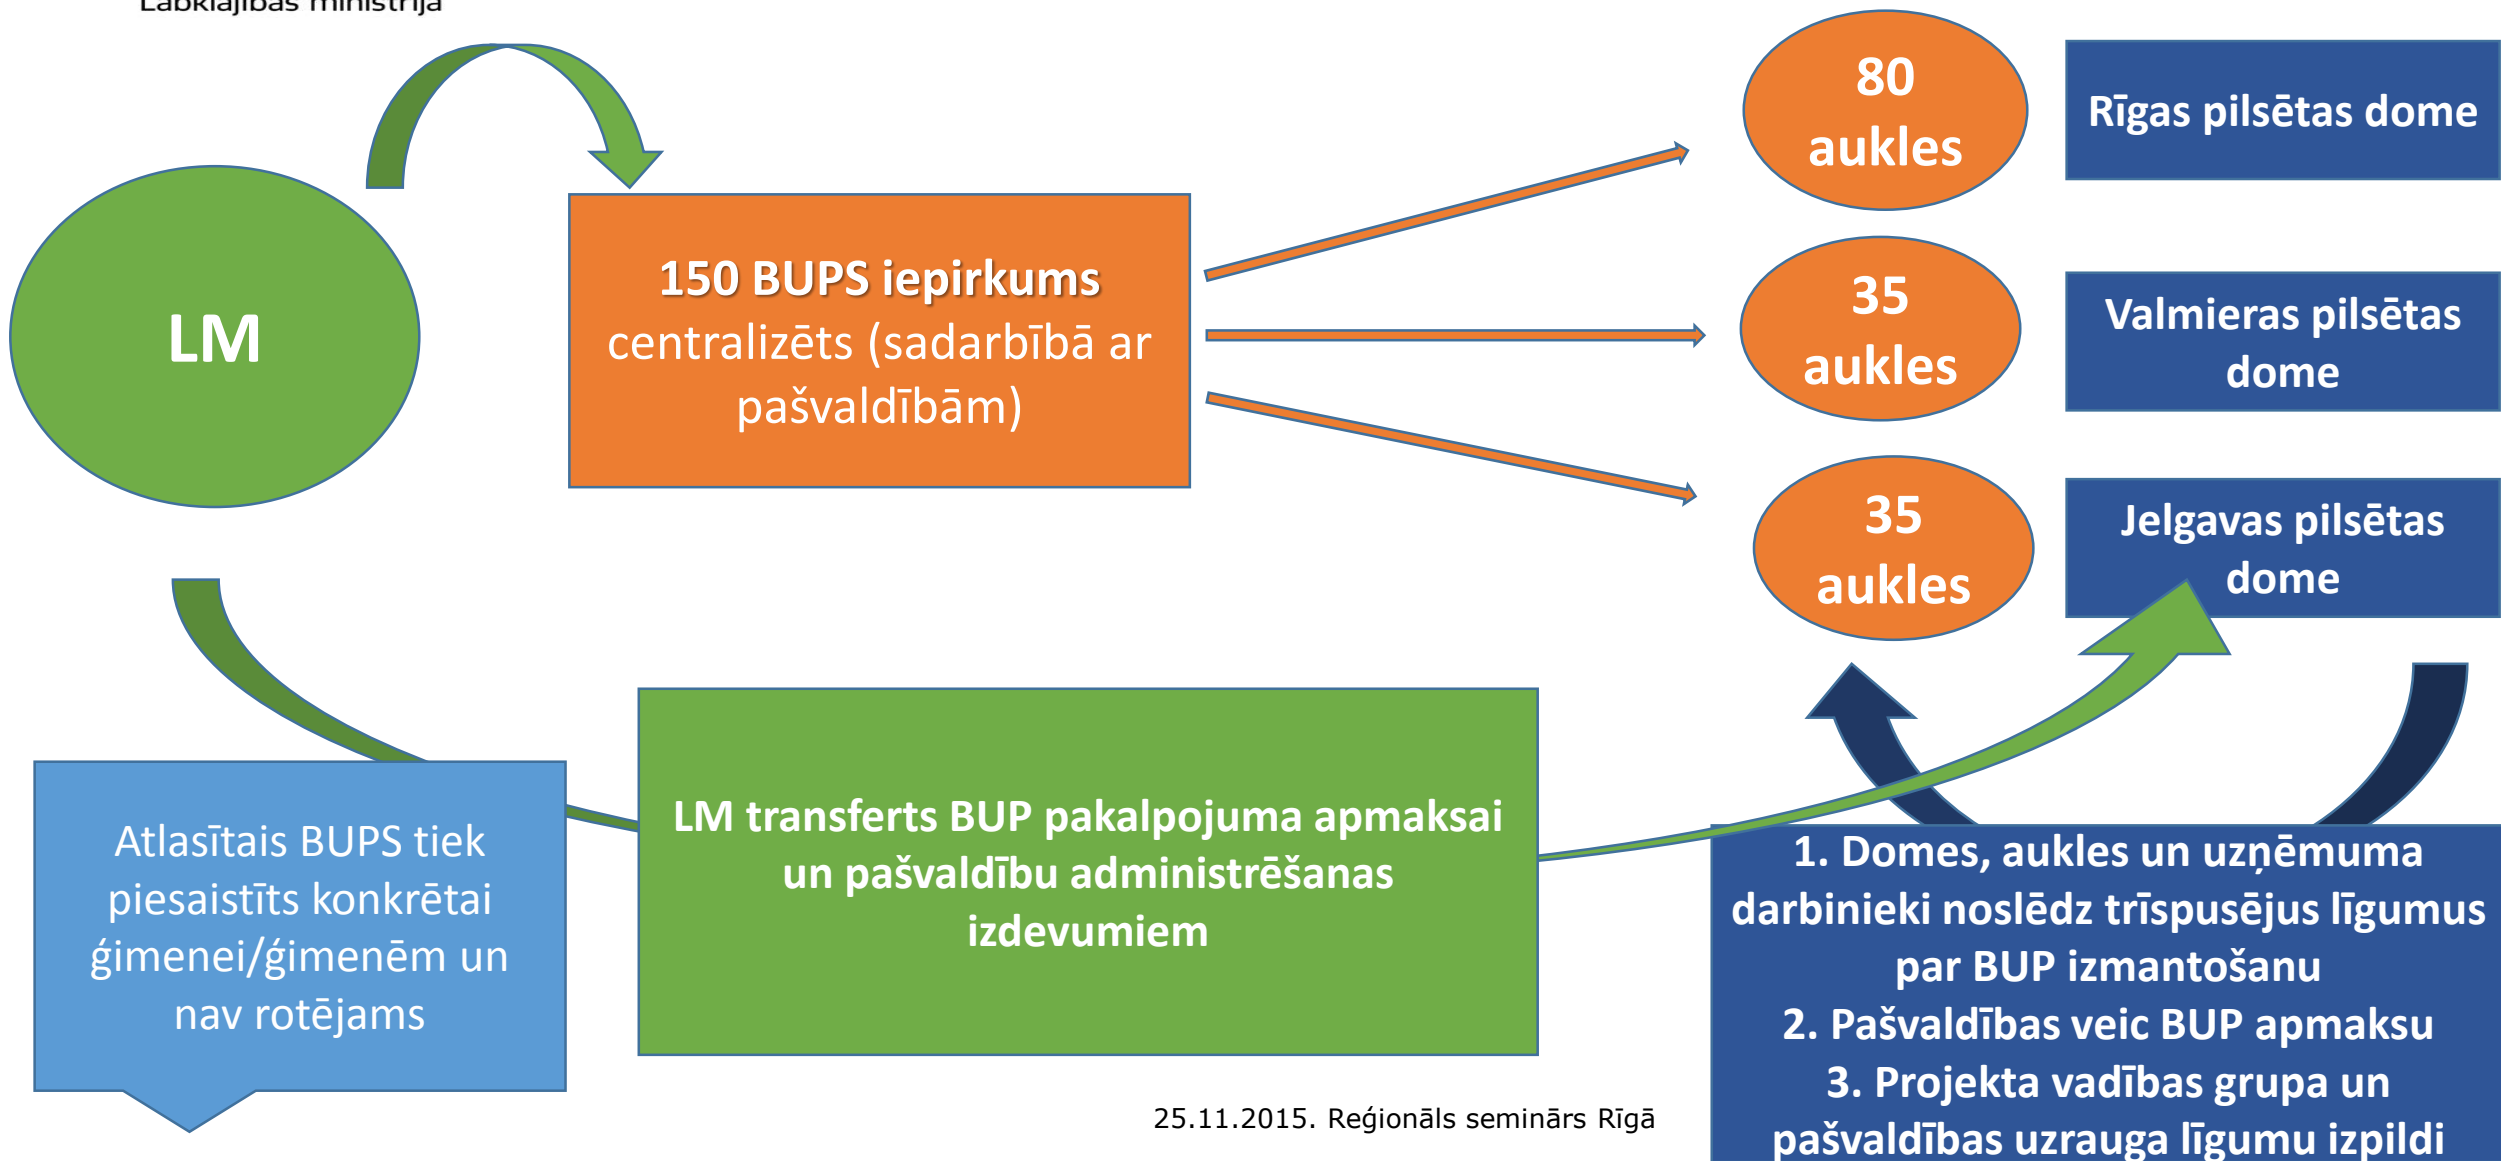 Labklājības ministrija
LM
150 BUPS iepirkums
centralizēts (sadarbībā ar
pašvaldībām)
80
aukles
Rīgas pilsētas dome
35
aukles
Valmieras pilsētas
dome
35
aukles
Jelgavas pilsētas
dome
Atlasītais BUPS tiek
piesaistīts konkrētai
ģimenei/ģimenēm un
nav rotējams
LM transferts BUP pakalpojuma apmaksai
un pašvaldību administrēšanas
izdevumiem
1. Domes, aukles un uzņēmuma
darbinieki noslēdz trīspusējus līgumus
par BUP izmantošanu
2. Pašvaldības veic BUP apmaksu
3. Projekta vadības grupa un
pašvaldības uzrauga līgumu izpildi
25.11.2015. Reģionāls seminārs Rīgā